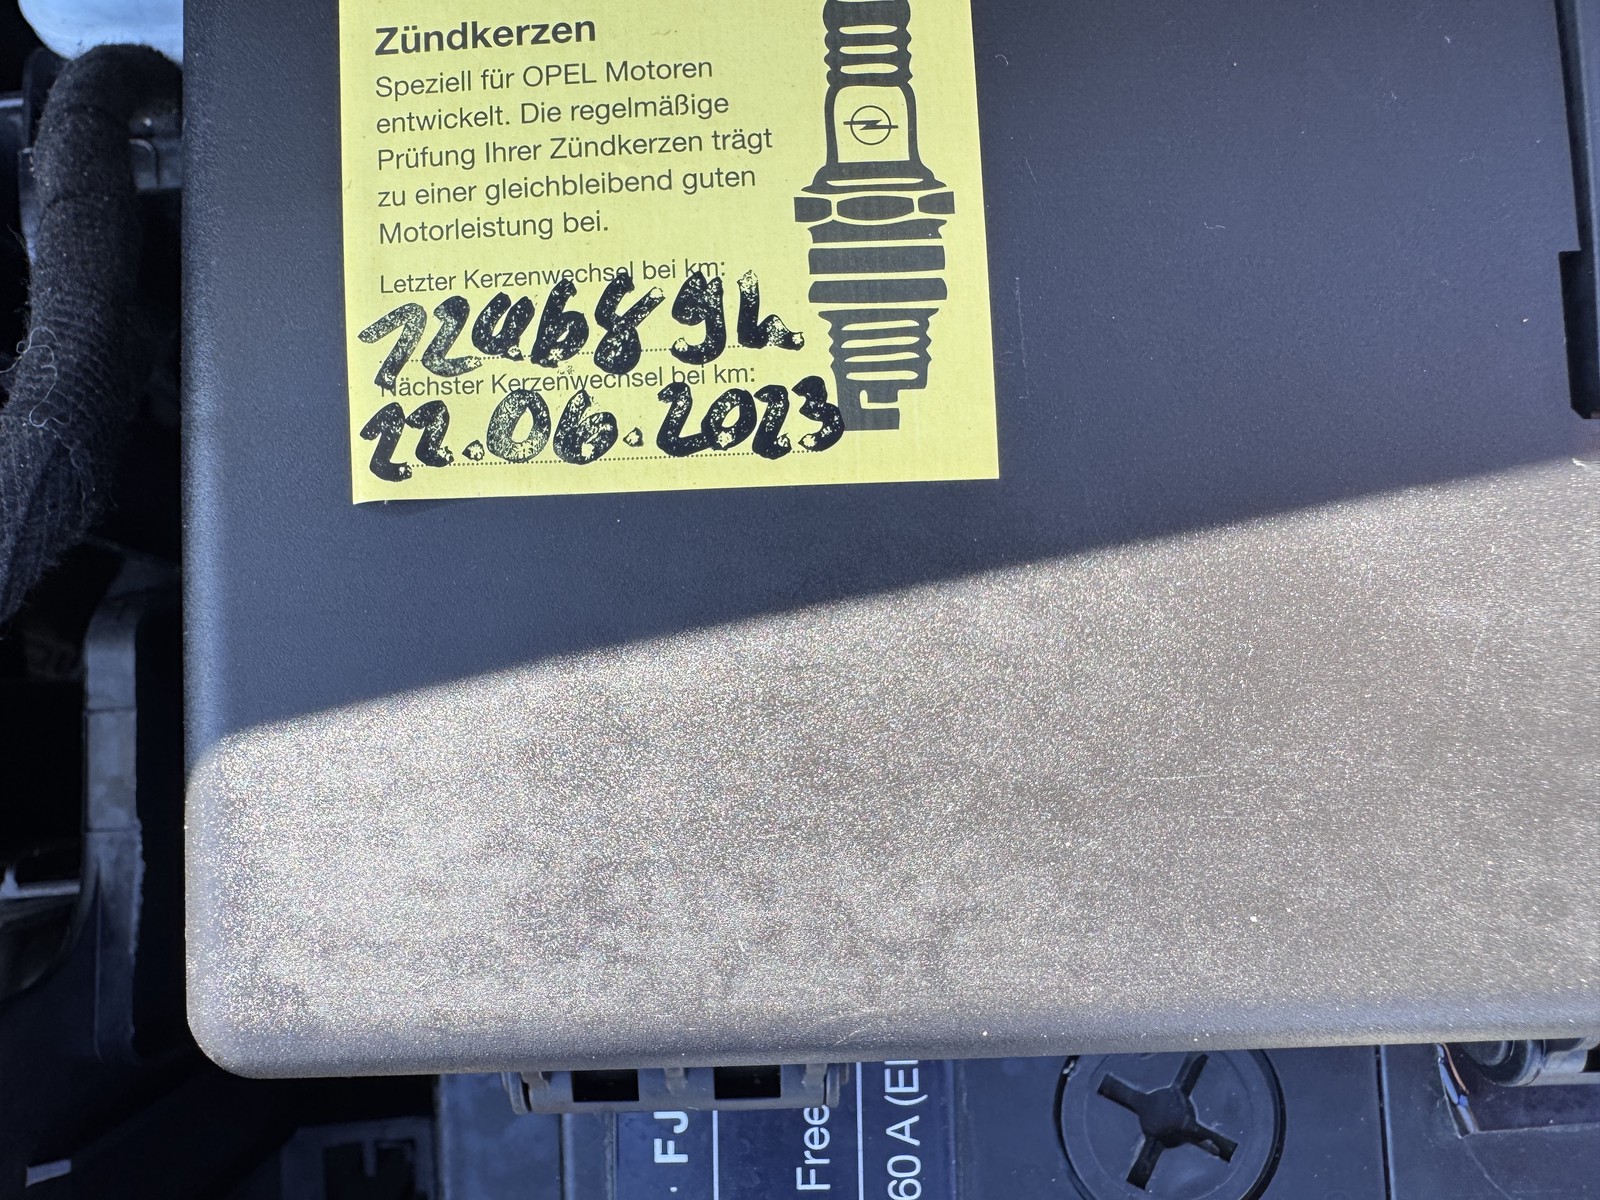 Zündkerzen
Speziell für OPEL Motoren
entwickelt. Die regelmäßige
Prüfung Ihrer Zündkerzen trägt
zu einer gleichbleibend guten
Motorleistung bei.
Letzter Kerzenwechsel bei km:
Nächster Kerzenwechsel bei km:
22.06.2023
FJ
Free
60 A (E